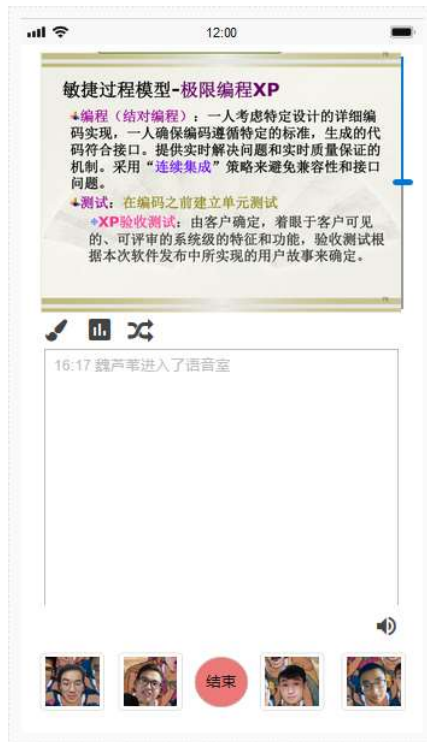 12:00
敏捷过程模型-极限编程XP
编程（结对编程）：一人考虑特定设计的详细编
码实现，一人确保编码遵循特定的标准，生成的代
码符合接口。提供实时解决问题和实时质量保证的
机制。采用“连续集成”策略来避免兼容性和接口
问题。
测试：在编码之前建立单元测试
XP验收测试：由客户确定，着眼于客户可见
的、可评审的系统级的特征和功能，验收测试根
据本次软件发布中所实现的用户故事来确定。
16:17 魏芦苇进入了语音室
结束